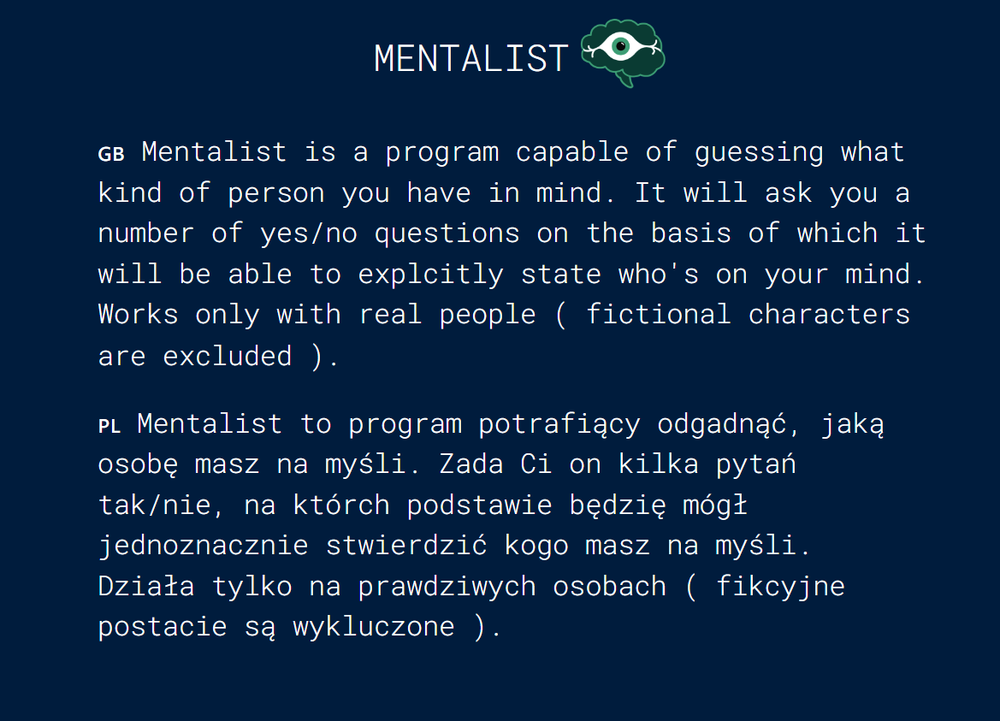 MENTALIST
GB Mentalist is a program capable of guessing what
kind of person you have in mind. It will ask you a
number of yes/no questions on the basis of which it
will be able to explcitly state who's on your mind.
Works only with real people ( fictional characters
are excluded ).
PL Mentalist to program potrafiący odgadnąć, jaką
osobę masz na myśli. Zada Ci on kilka pytań
tak/nie, na którch podstawie będzię mógł
jednoznacznie stwierdzić kogo masz na myśli.
Działa tylko na prawdziwych osobach ( fikcyjne
postacie są wykluczone ).